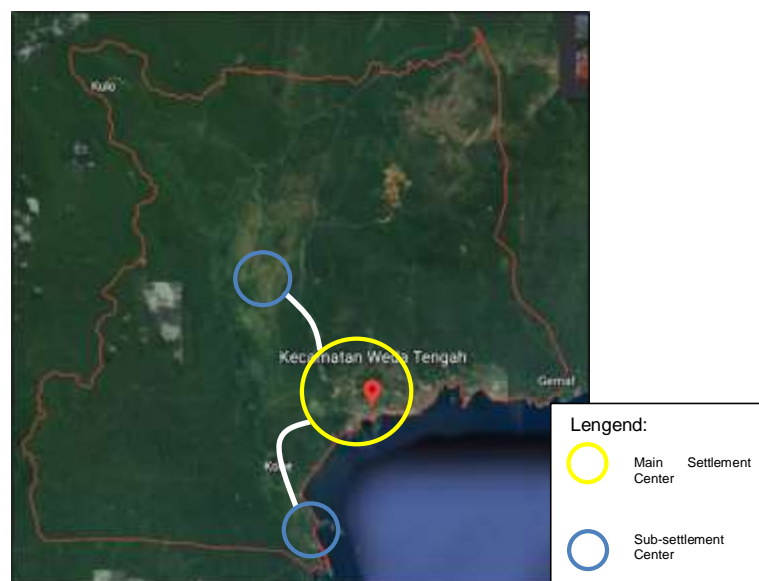 Kulo
Kecamatan Weda Tengah
Gemaf
Kobe
Lengend:
Main Settlement
Center
Sub-settlement
Center